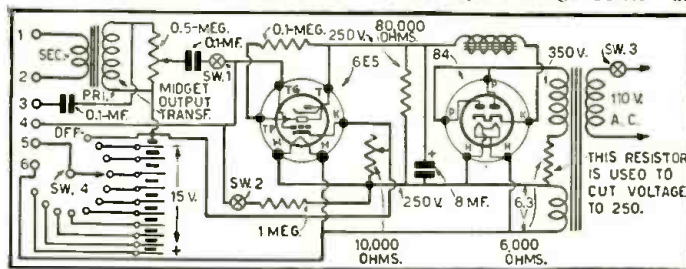 1
2
3
4
5
6
SEC.
PRI.
0.1-MF.
OFF
SW. 4
15 V.
+
0.5-MEG.
0.1MF.
SW.1
MIDGET
OUTPUT
TRANSF.
SW.2
1 MEG.
0.1-MEG.
250 V.
80,000
OHMS.
6E5
TG
T
TP
K
H
H
10,000
OHMS.
250 V.
+
8 MF.
84
P
P
K
H
H
6,000
OHMS.
350 V.
6.3
V.
SW. 3
110 V.
A.C.
THIS RESISTOR
IS USED TO
CUT VOLTAGE
TO 250.